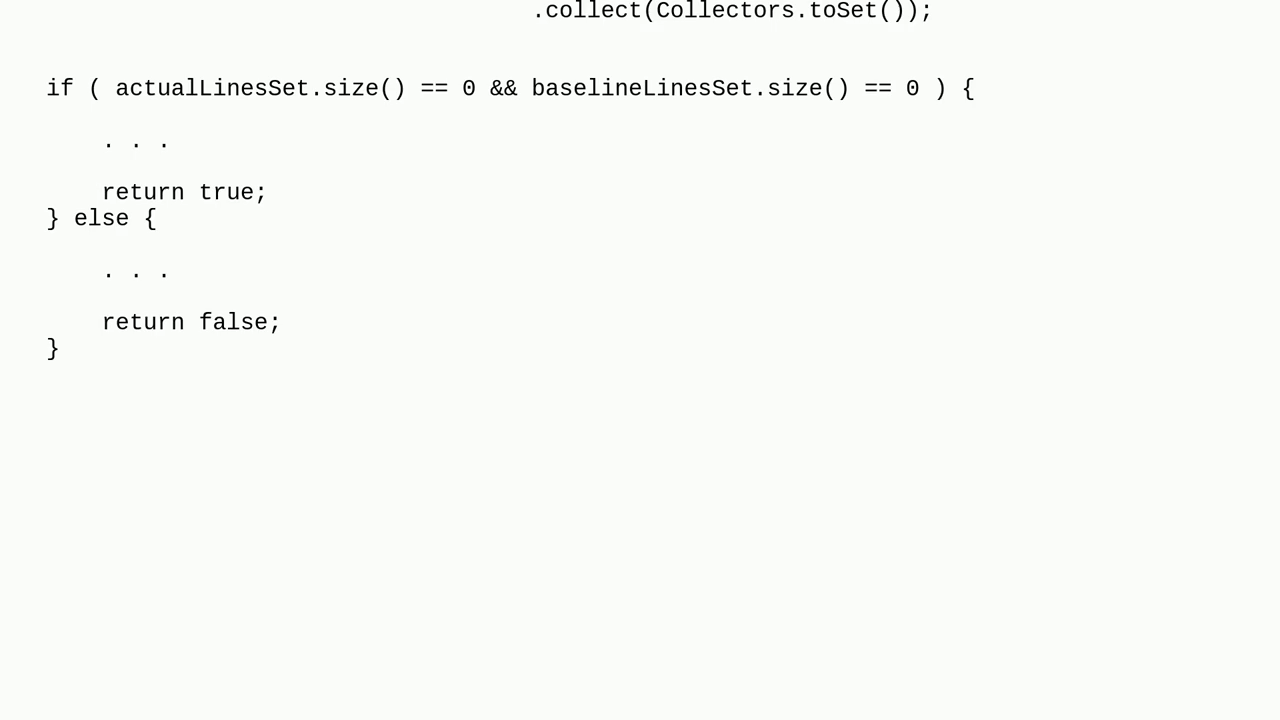 .collect(Collectors.toSet());
if ( actualLinesSet.size() == 0 && baselineLinesSet.size() == 0 ) {
. . .
return true;
} else {
. . .
return false;
}